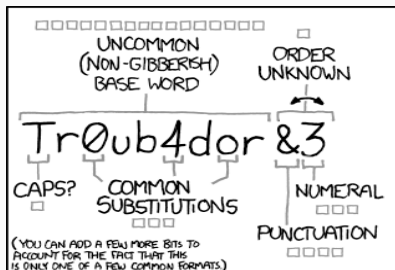 UNCOMMON
(NON-GIBBERISH)
BASE WORD
ORDER
UNKNOWN
Tr0ub4dor &3
CAPS?
COMMON
SUBSTITUTIONS
NUMERAL
PUNCTUATION
(YOU CAN ADD A FEW MORE BITS TO
ACCOUNT FOR THE FACT THAT THIS
IS ONLY ONE OF A FEW COMMON FORMATS.)